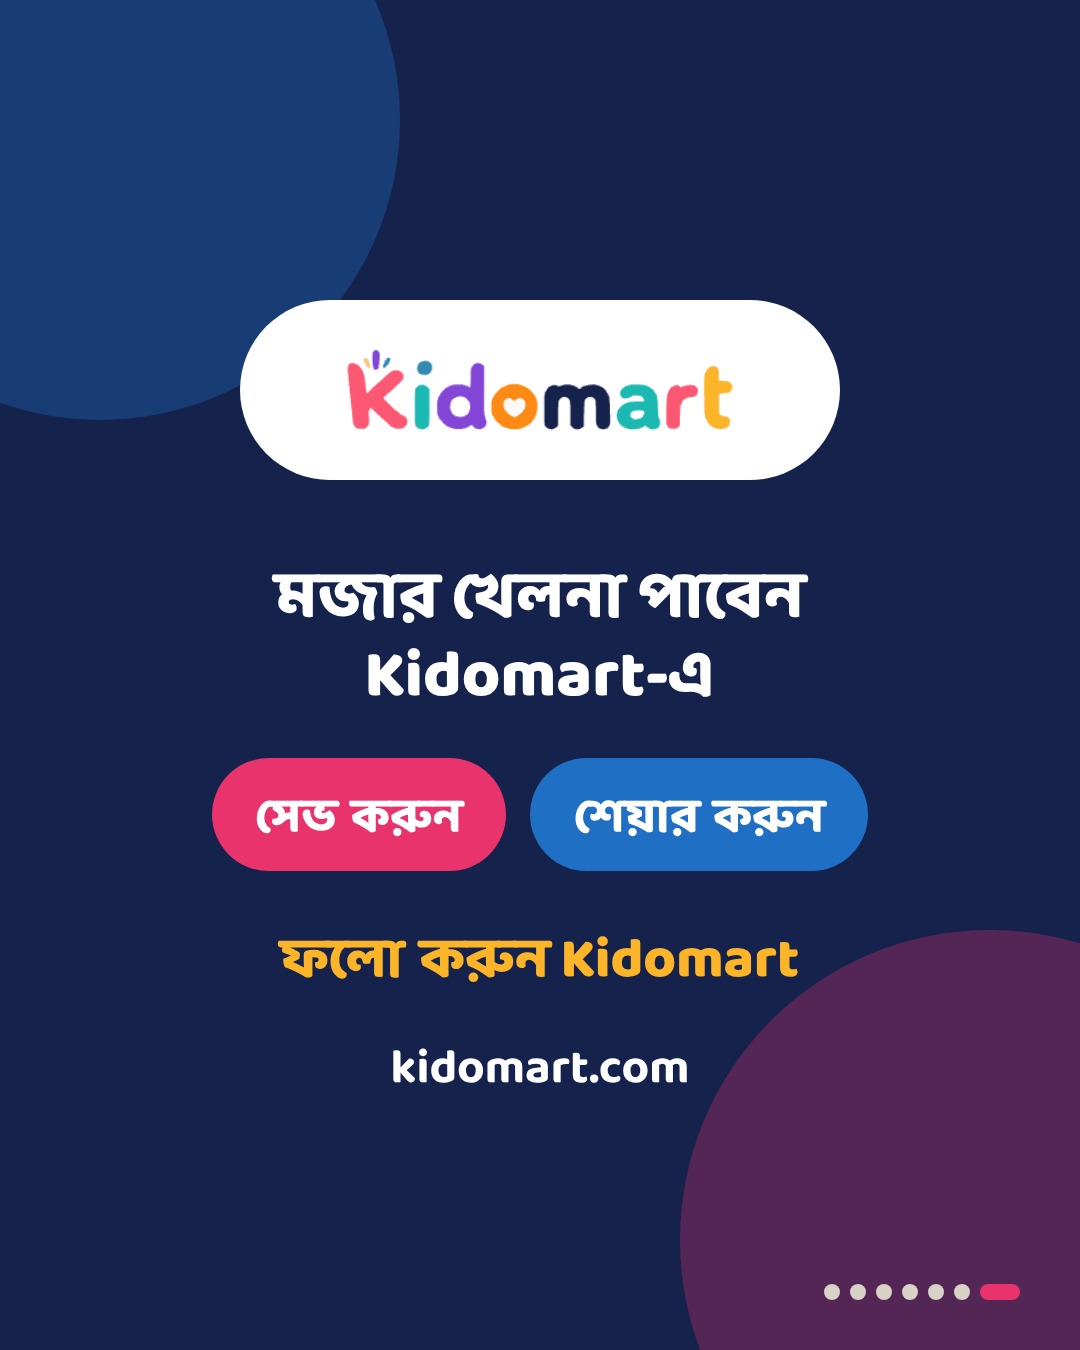 Kidomart
মজার খেলনা পাবেন
Kidomart-এ
সেভ করুন
শেয়ার করুন
ফলো করুন Kidomart
kidomart.com